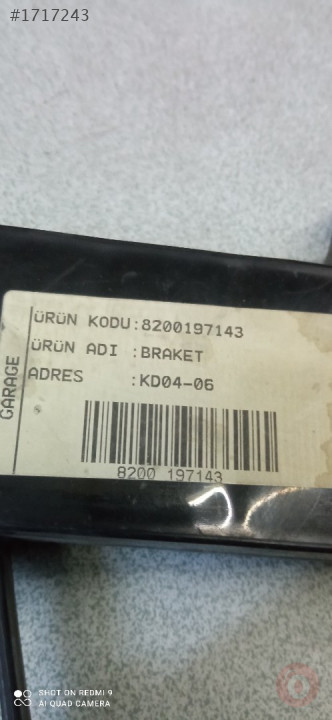 #1717243
ÜRÜN KODU:8200197143
ÜRÜN ADI :BRAKET
ADRES :KD04-06
GARAGE
8200 197143
SHOT ON REDMI 9
AI QUAD CAMERA